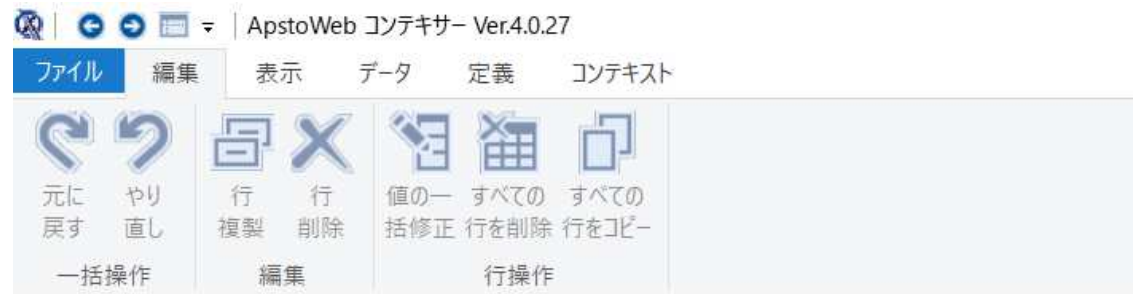 ApstoWeb コンテキサー Ver.4.0.27
ファイル 編集 表示 データ 定義 コンテキスト
元に やり 行 行 値の一 すべての すべての
戻す 直し 複製 削除 括修正 行を削除 行をコピー
一括操作 編集 行操作